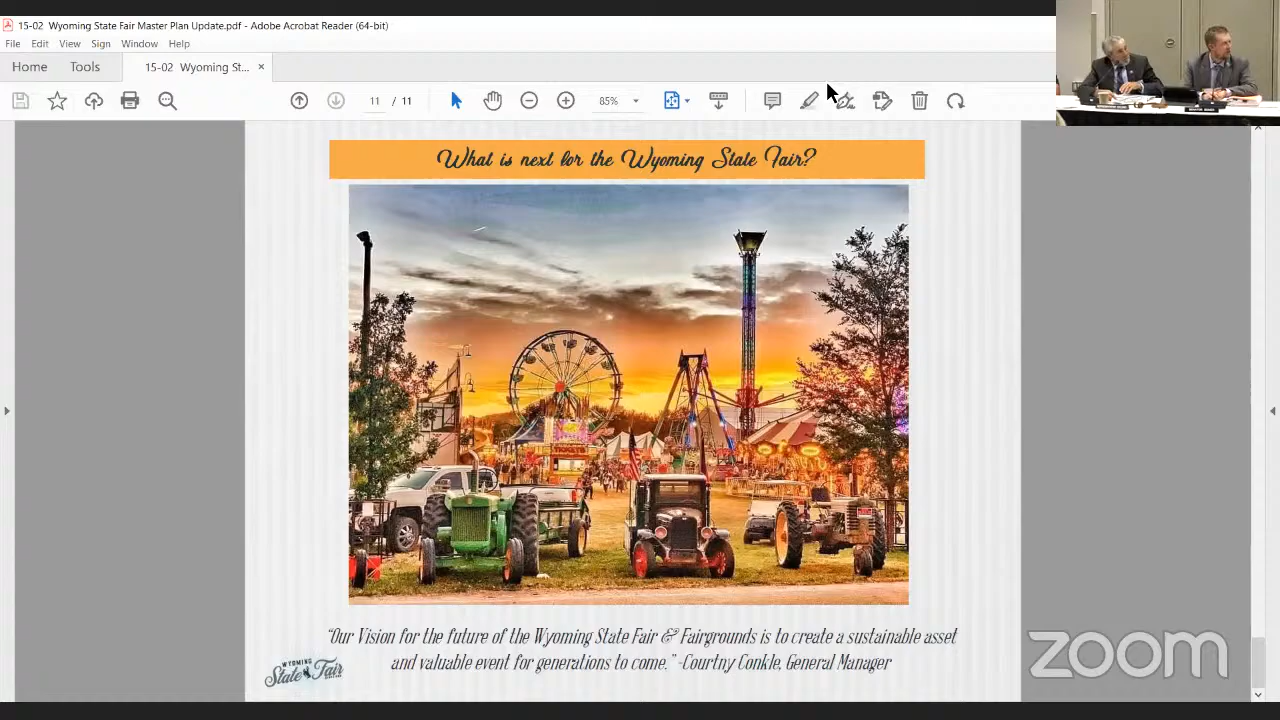 15-02 Wyoming State Fair Master Plan Update.pdf - Adobe Acrobat Reader (64-bit)
File Edit View Sign Window Help
Home Tools 15-02 Wyoming St... ×
11 / 11 85%
What is next for the Wyoming State Fair?
"Our Vision for the future of the Wyoming State Fair & Fairgrounds is to create a sustainable asset
and valuable event for generations to come." -Courtny Conkle, General Manager
WYOMING
State Fair
zoom